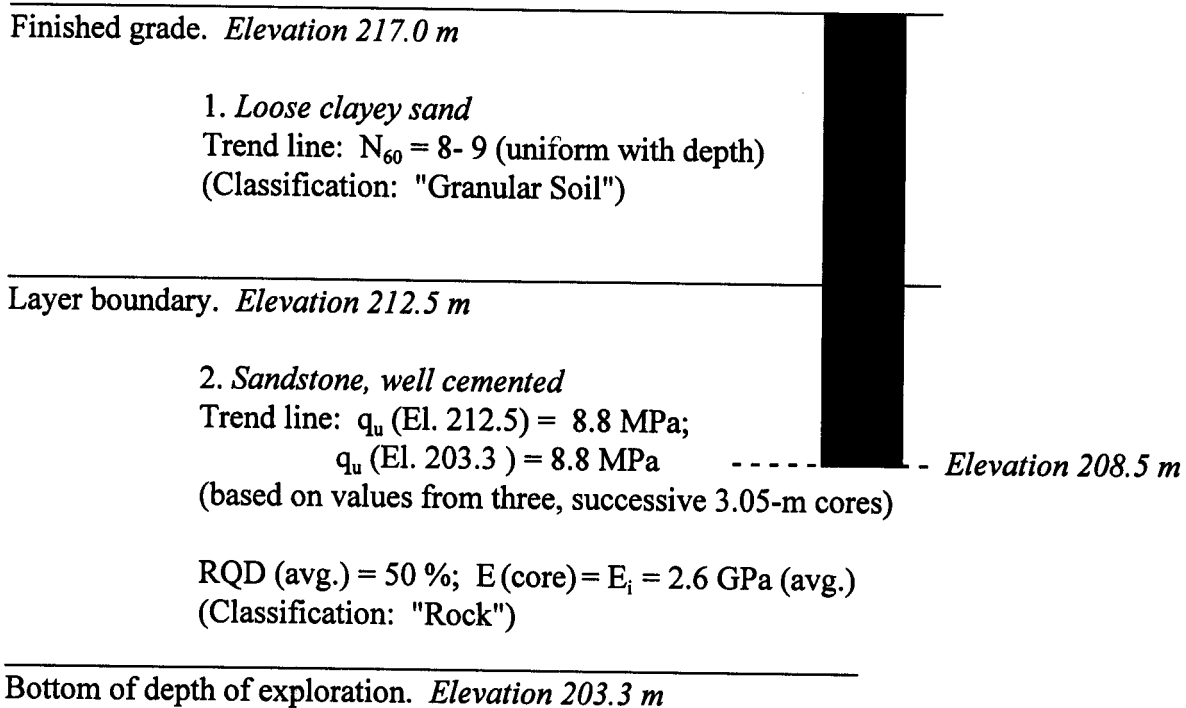 Finished grade. Elevation 217.0 m
1. Loose clayey sand
Trend line: N₆₀ = 8- 9 (uniform with depth)
(Classification: "Granular Soil")
Layer boundary. Elevation 212.5 m
2. Sandstone, well cemented
Trend line: qᵤ (El. 212.5) = 8.8 MPa;
qᵤ (El. 203.3 ) = 8.8 MPa
Elevation 208.5 m
(based on values from three, successive 3.05-m cores)
RQD (avg.) = 50 %; E (core) = Eᵢ = 2.6 GPa (avg.)
(Classification: "Rock")
Bottom of depth of exploration. Elevation 203.3 m